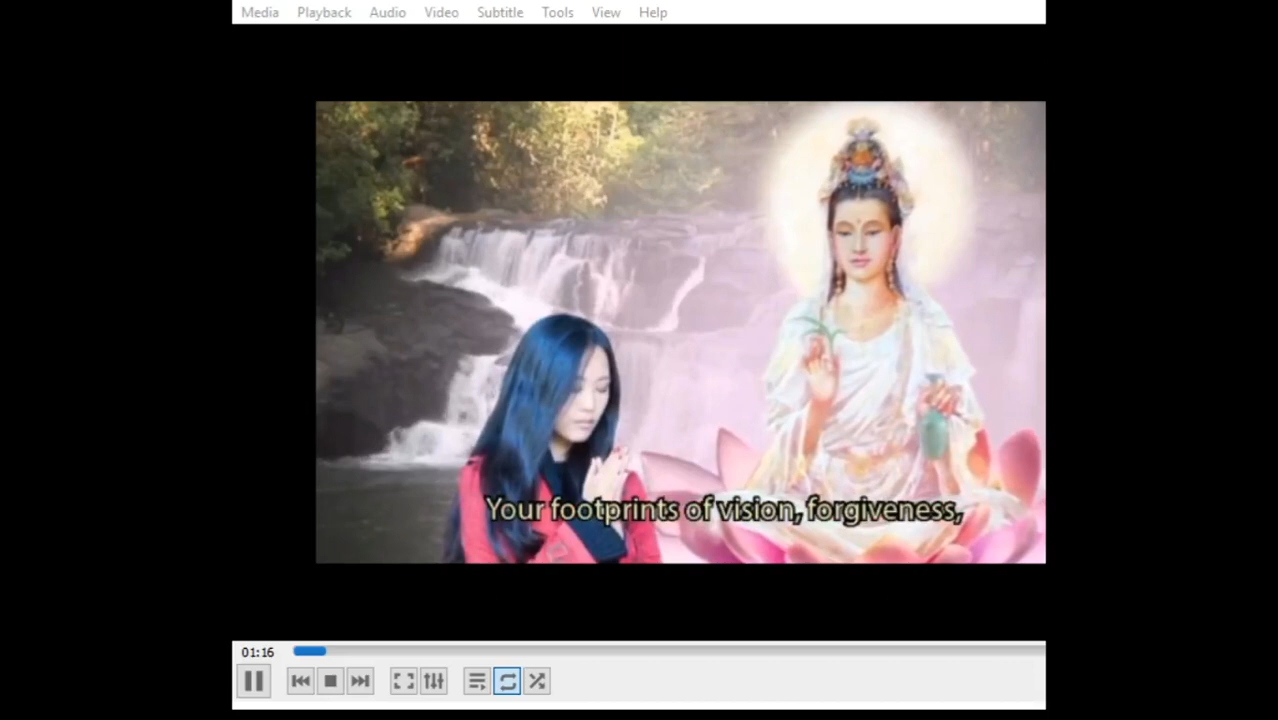 Media Playback Audio Video Subtitle Tools View Help
Your footprints of vision, forgiveness,
01:16